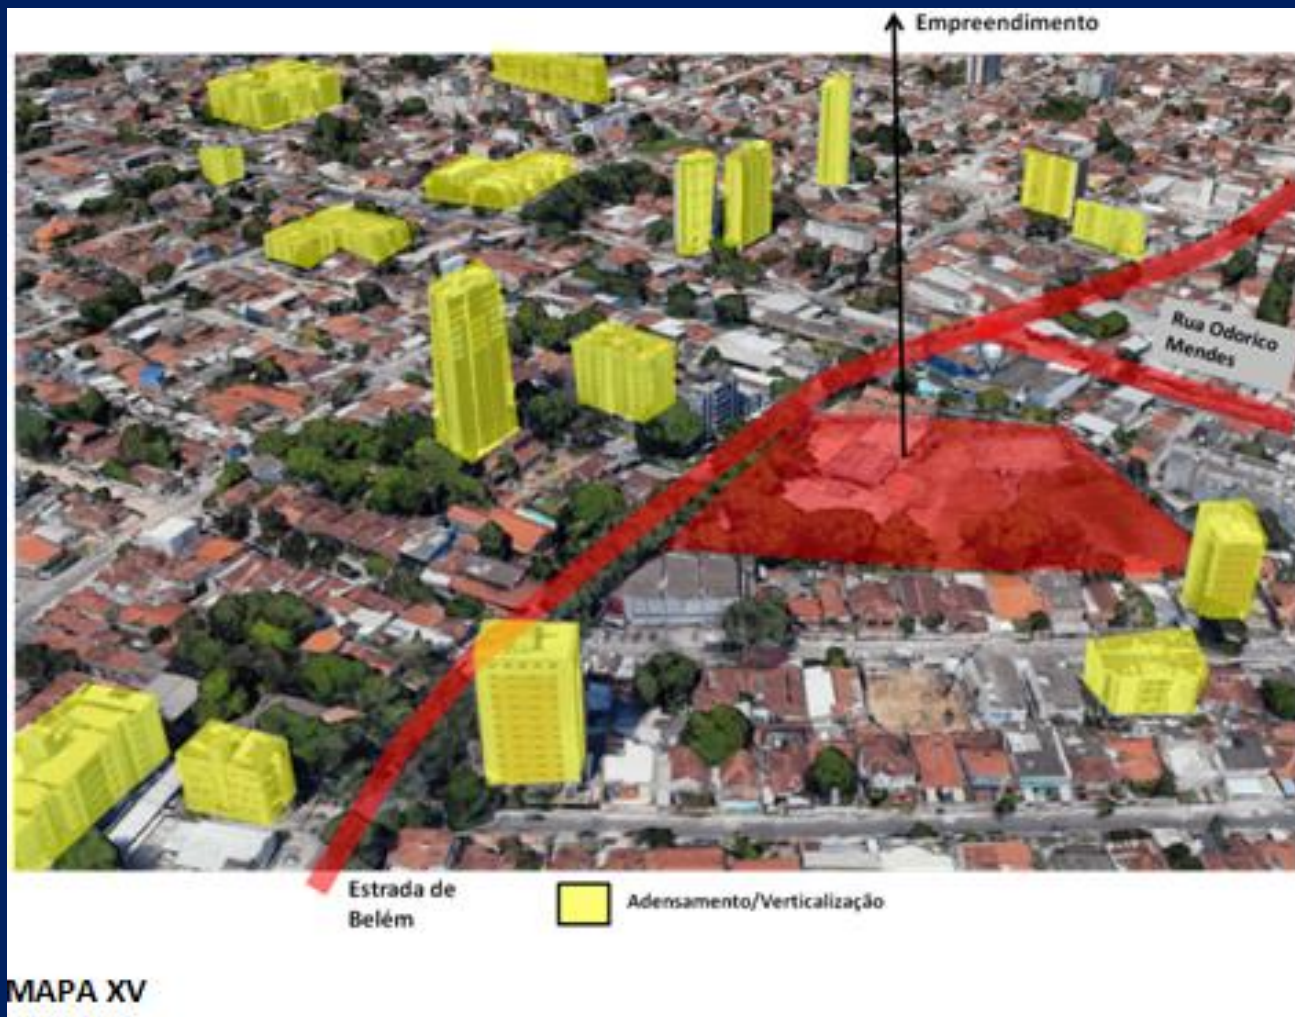 Empreendimento
Rua Odorico
Mendes
Estrada de
Belém
Adensamento/Verticalização
MAPA XV